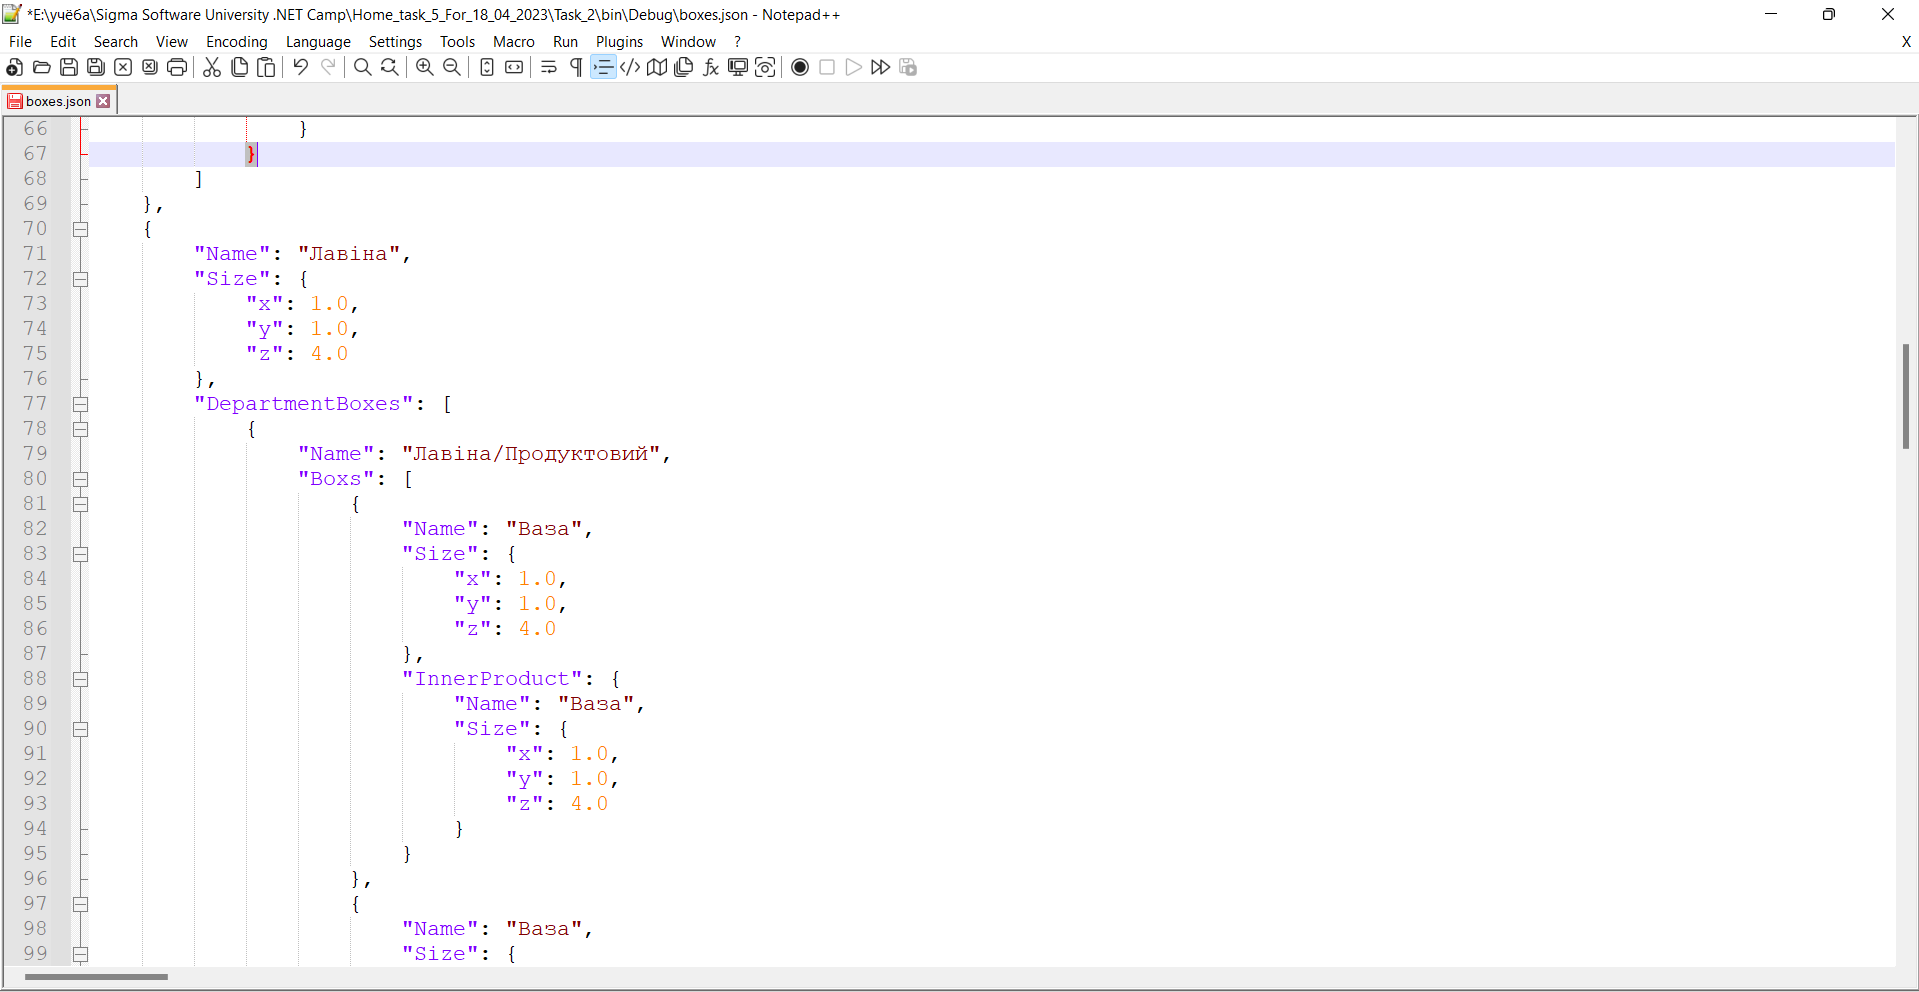 *E:\учёба\Sigma Software University .NET Camp\Home_task_5_For_18_04_2023\Task_2\bin\Debug\boxes.json - Notepad++
File Edit Search View Encoding Language Settings Tools Macro Run Plugins Window ? X
boxes.json
66 }
67 }
68 ]
69 },
70 {
71 "Name": "Лавіна",
72 "Size": {
73 "x": 1.0,
74 "y": 1.0,
75 "z": 4.0
76 },
77 "DepartmentBoxes": [
78 {
79 "Name": "Лавіна/Продуктовий",
80 "Boxs": [
81 {
82 "Name": "Ваза",
83 "Size": {
84 "x": 1.0,
85 "y": 1.0,
86 "z": 4.0
87 },
88 "InnerProduct": {
89 "Name": "Ваза",
90 "Size": {
91 "x": 1.0,
92 "y": 1.0,
93 "z": 4.0
94 }
95 }
96 },
97 {
98 "Name": "Ваза",
99 "Size": {